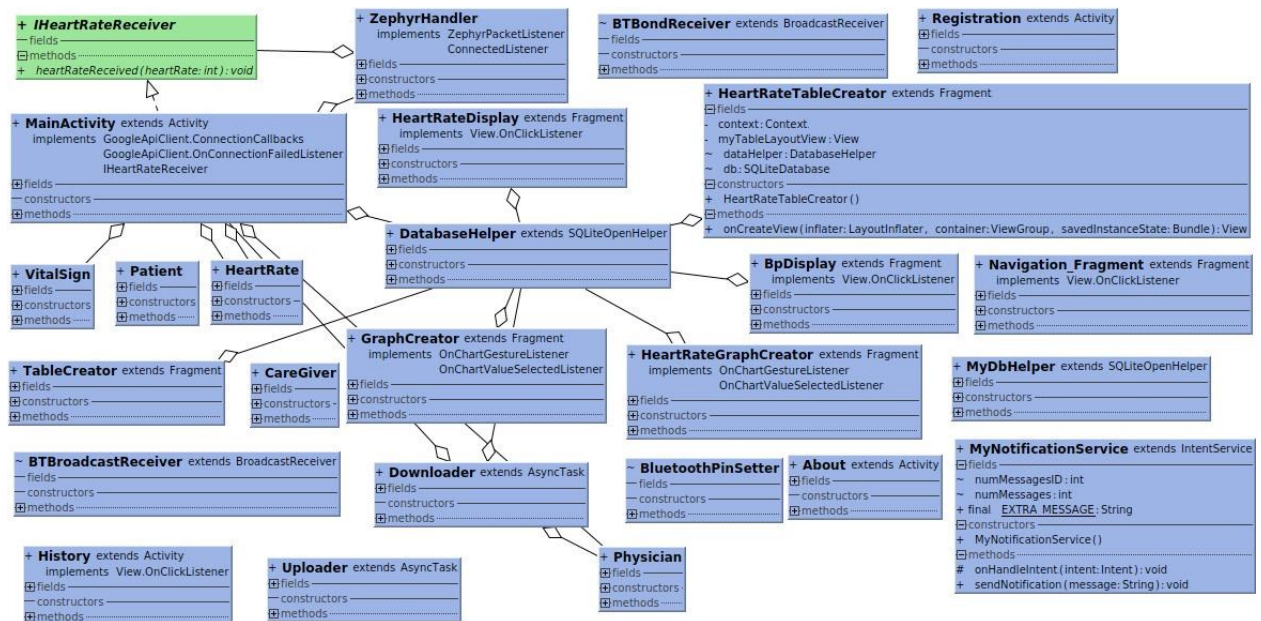 + IHeartRateReceiver
fields
methods
+ heartRateReceived(heartRate: int): void
+ ZephyrHandler
implements ZephyrPacketListener
ConnectedListener
fields
constructors
methods
~ BTBondReceiver extends BroadcastReceiver
fields
constructors
methods
+ Registration extends Activity
fields
constructors
methods
+ MainActivity extends Activity
implements GoogleApiClient.ConnectionCallbacks
GoogleApiClient.OnConnectionFailedListener
IHeartRateReceiver
fields
constructors
methods
+ HeartRateDisplay extends Fragment
implements View.OnClickListener
fields
constructors
methods
+ HeartRateTableCreator extends Fragment
fields
- context: Context
- myTableLayoutView: View
~ dataHelper: DatabaseHelper
~ db: SQLiteDatabase
constructors
+ HeartRateTableCreator()
methods
+ onCreateView(inflater: LayoutInflater, container: ViewGroup, savedInstanceState: Bundle): View
+ DatabaseHelper extends SQLiteOpenHelper
fields
constructors
methods
+ VitalSign
fields
constructors
methods
+ Patient
fields
constructors
methods
+ HeartRate
fields
constructors
methods
+ BpDisplay extends Fragment
implements View.OnClickListener
fields
constructors
methods
+ Navigation_Fragment extends Fragment
implements View.OnClickListener
fields
constructors
methods
+ TableCreator extends Fragment
fields
constructors
methods
+ CareGiver
fields
constructors
methods
+ GraphCreator extends Fragment
implements OnChartGestureListener
OnChartValueSelectedListener
fields
constructors
methods
+ HeartRateGraphCreator extends Fragment
implements OnChartGestureListener
OnChartValueSelectedListener
fields
constructors
methods
+ MyDbHelper extends SQLiteOpenHelper
fields
constructors
methods
~ BTBroadcastReceiver extends BroadcastReceiver
fields
constructors
methods
+ Downloader extends AsyncTask
fields
constructors
methods
~ BluetoothPinSetter
fields
constructors
methods
+ About extends Activity
fields
constructors
methods
+ MyNotificationService extends IntentService
fields
~ numMessagesID: int
~ numMessages: int
+ final EXTRA_MESSAGE: String
constructors
+ MyNotificationService()
methods
# onHandleIntent(intent: Intent): void
+ sendNotification(message: String): void
+ History extends Activity
implements View.OnClickListener
fields
constructors
methods
+ Uploader extends AsyncTask
fields
constructors
methods
+ Physician
fields
constructors
methods